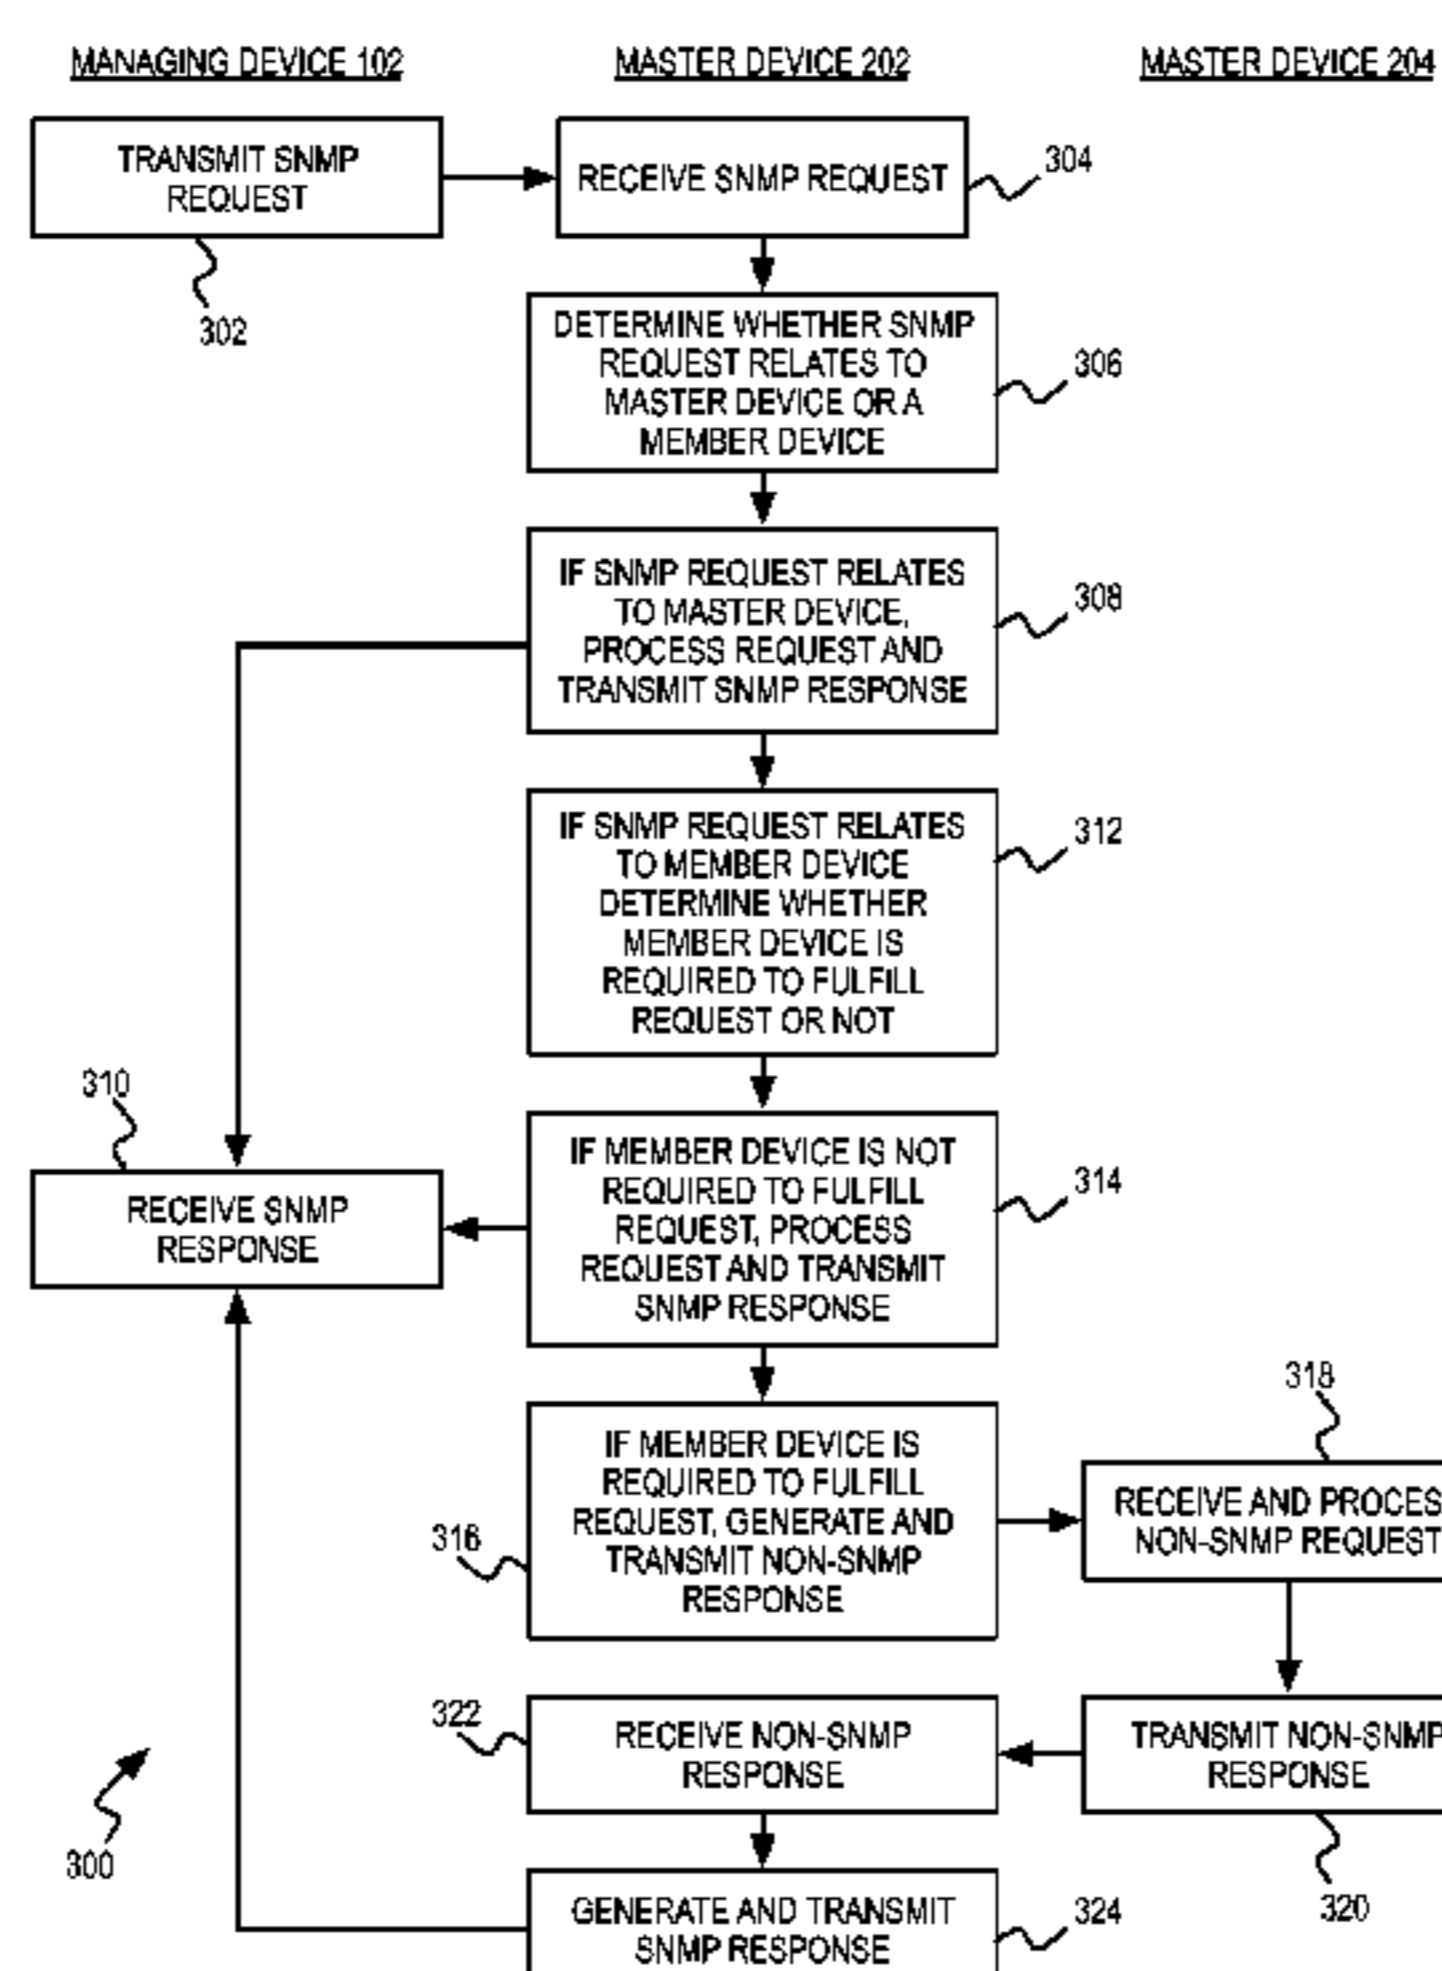 MANAGING DEVICE 102
MASTER DEVICE 202
MASTER DEVICE 204
TRANSMIT SNMP
REQUEST
302
RECEIVE SNMP REQUEST
304
DETERMINE WHETHER SNMP
REQUEST RELATES TO
MASTER DEVICE OR A
MEMBER DEVICE
306
IF SNMP REQUEST RELATES
TO MASTER DEVICE,
PROCESS REQUEST AND
TRANSMIT SNMP RESPONSE
308
IF SNMP REQUEST RELATES
TO MEMBER DEVICE
DETERMINE WHETHER
MEMBER DEVICE IS
REQUIRED TO FULFILL
REQUEST OR NOT
312
310
RECEIVE SNMP
RESPONSE
IF MEMBER DEVICE IS NOT
REQUIRED TO FULFILL
REQUEST, PROCESS
REQUEST AND TRANSMIT
SNMP RESPONSE
314
IF MEMBER DEVICE IS
REQUIRED TO FULFILL
REQUEST, GENERATE AND
TRANSMIT NON-SNMP
RESPONSE
316
318
RECEIVE AND PROCES
NON-SNMP REQUEST
322
RECEIVE NON-SNMP
RESPONSE
TRANSMIT NON-SNMP
RESPONSE
320
300
GENERATE AND TRANSMIT
SNMP RESPONSE
324